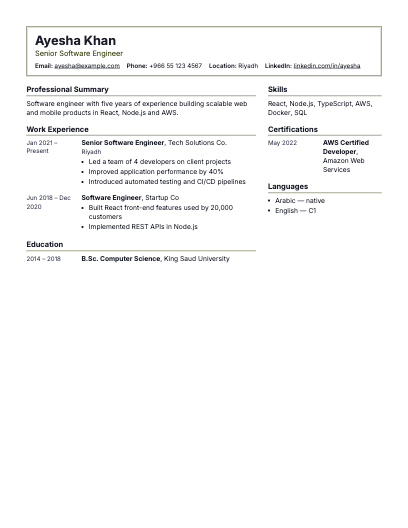 Ayesha Khan
Senior Software Engineer
Email: ayesha@example.com Phone: +966 55 123 4567 Location: Riyadh LinkedIn: linkedin.com/in/ayesha
Professional Summary
Software engineer with five years of experience building scalable web
and mobile products in React, Node.js and AWS.
Work Experience
Jan 2021 –
Present
Senior Software Engineer, Tech Solutions Co.
Riyadh
• Led a team of 4 developers on client projects
• Improved application performance by 40%
• Introduced automated testing and CI/CD pipelines
Jun 2018 – Dec
2020
Software Engineer, Startup Co
• Built React front-end features used by 20,000
customers
• Implemented REST APIs in Node.js
Education
2014 – 2018
B.Sc. Computer Science, King Saud University
Skills
React, Node.js, TypeScript, AWS,
Docker, SQL
Certifications
May 2022
AWS Certified
Developer,
Amazon Web
Services
Languages
• Arabic — native
• English — C1